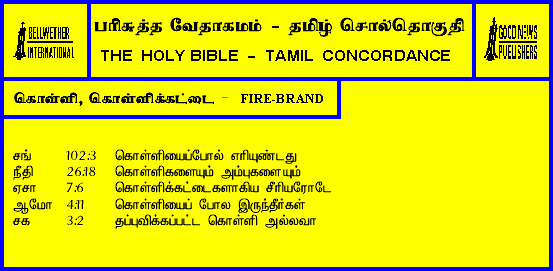 BELLWETHER
INTERNATIONAL
பரிசுத்த வேதாகமம் - தமிழ் சொல்தொகுதி
THE HOLY BIBLE - TAMIL CONCORDANCE
GOOD NEWS
PUBLISHERS
கொள்ளி, கொள்ளிக்கட்டை - FIRE-BRAND
சங் 102:3 கொள்ளியைப்போல் எரியுண்டது
நீதி 26:18 கொள்ளிகளையும் அம்புகளையும்
ஏசா 7:6 கொள்ளிக்கட்டைகளாகிய சீரியரோடே
ஆமோ 4:11 கொள்ளியைப் போல இருந்தீர்கள்
சக 3:2 தப்புவிக்கப்பட்ட கொள்ளி அல்லவா